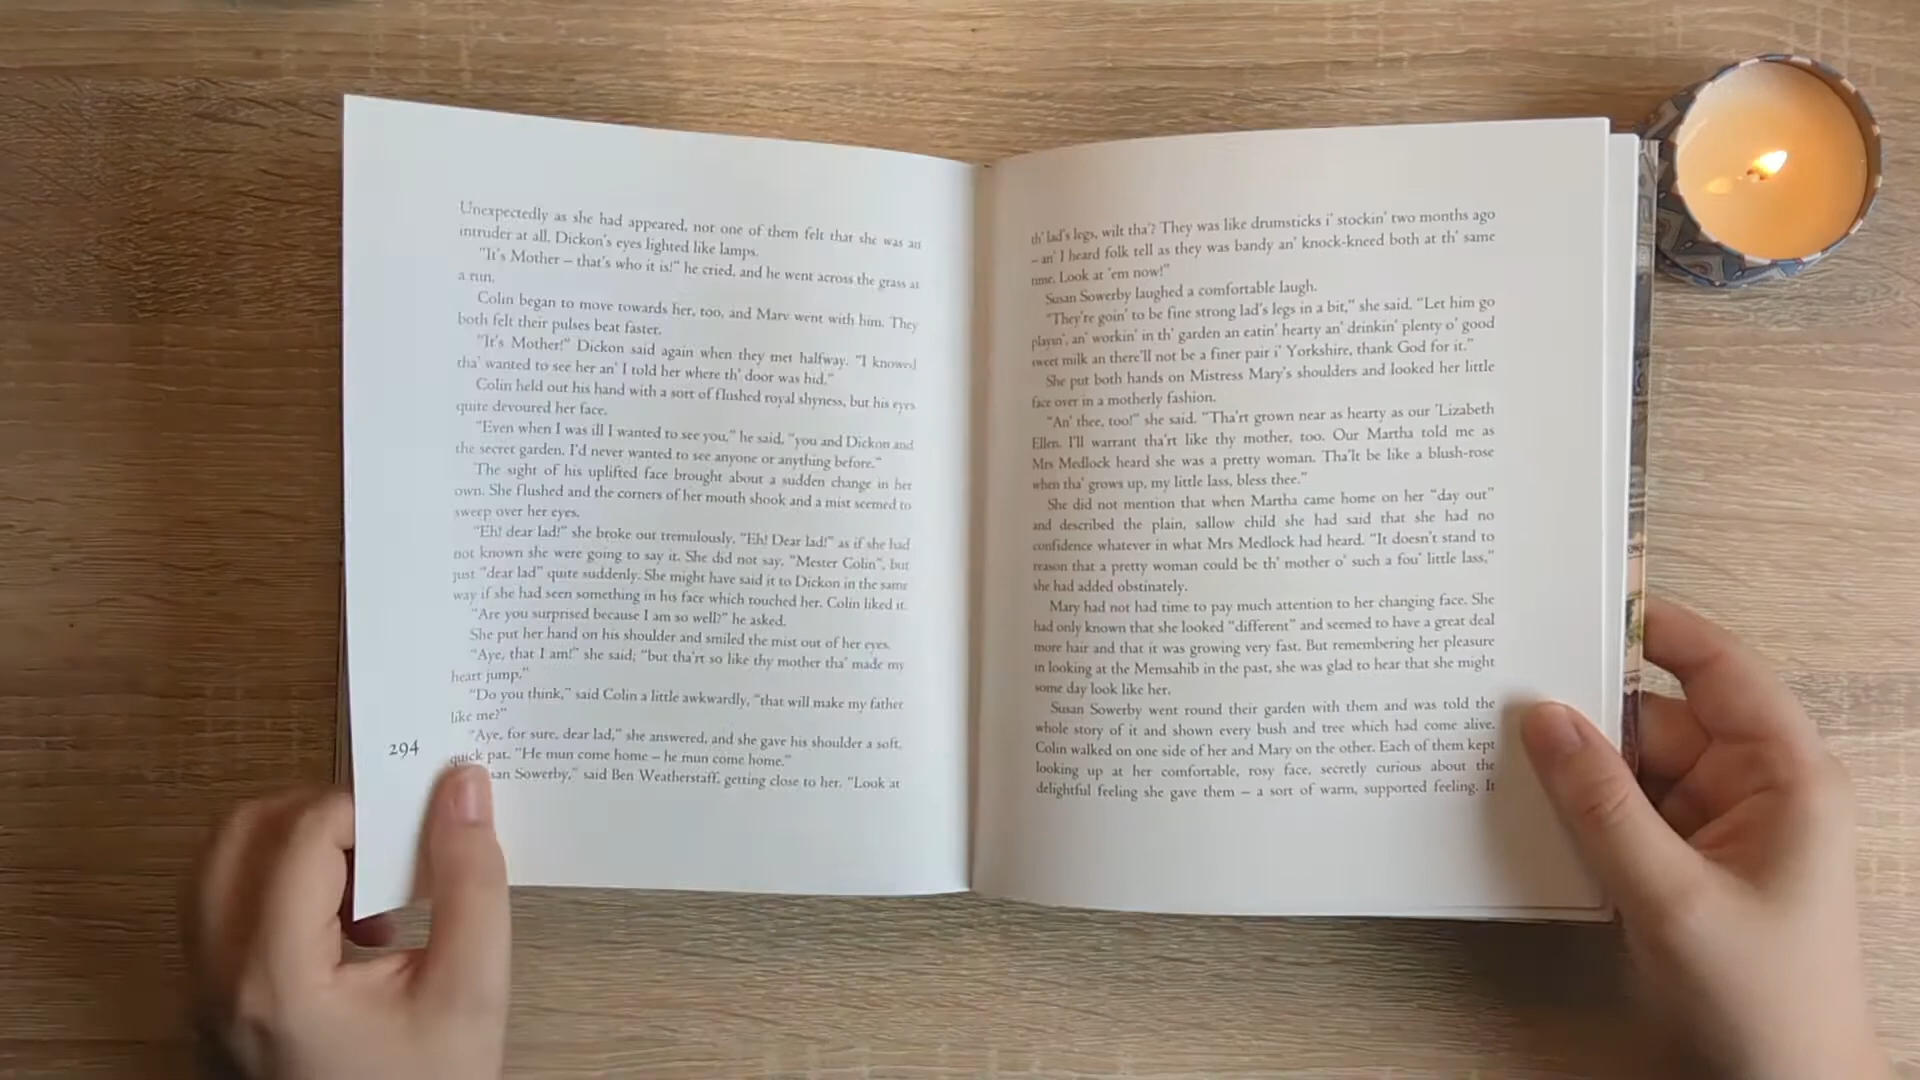 Unexpectedly as she had appeared, not one of them felt that she was an
intruder at all. Dickon's eyes lighted like lamps.
"It's Mother – that's who it is!" he cried, and he went across the grass at
a run.
Colin began to move towards her, too, and Mary went with him. They
both felt their pulses beat faster.
"It's Mother!" Dickon said again when they met halfway. "I knowed
tha' wanted to see her an' I told her where th' door was hid."
Colin held out his hand with a sort of flushed royal shyness, but his eyes
quite devoured her face.
"Even when I was ill I wanted to see you," he said, "you and Dickon and
the secret garden. I'd never wanted to see anyone or anything before."
The sight of his uplifted face brought about a sudden change in her
own. She flushed and the corners of her mouth shook and a mist seemed to
sweep over her eyes.
"Eh! dear lad!" she broke out tremulously. "Eh! Dear lad!" as if she had
not known she were going to say it. She did not say, "Mester Colin", but
just "dear lad" quite suddenly. She might have said it to Dickon in the same
way if she had seen something in his face which touched her. Colin liked it.
"Are you surprised because I am so well?" he asked.
She put her hand on his shoulder and smiled the mist out of her eyes.
"Aye, that I am!" she said; "but tha'rt so like thy mother tha' made my
heart jump."
"Do you think," said Colin a little awkwardly, "that will make my father
like me?"
"Aye, for sure, dear lad," she answered, and she gave his shoulder a soft,
quick pat. "He mun come home – he mun come home."
Sowerby," said Ben Weatherstaff, getting close to her. "Look at
294
th' lad's legs, wilt tha'? They was like drumsticks i' stockin' two months ago
– an' I heard folk tell as they was bandy an' knock-kneed both at th' same
time. Look at 'em now!"
Susan Sowerby laughed a comfortable laugh.
"They're goin' to be fine strong lad's legs in a bit," she said. "Let him go
playin', an' workin' in th' garden an eatin' hearty an' drinkin' plenty o' good
sweet milk an there'll not be a finer pair i' Yorkshire, thank God for it."
She put both hands on Mistress Mary's shoulders and looked her little
face over in a motherly fashion.
"An' thee, too!" she said. "Tha'rt grown near as hearty as our 'Lizabeth
Ellen. I'll warrant tha'rt like thy mother, too. Our Martha told me as
Mrs Medlock heard she was a pretty woman. Tha'lt be like a blush-rose
when tha' grows up, my little lass, bless thee."
She did not mention that when Martha came home on her "day out"
and described the plain, sallow child she had said that she had no
confidence whatever in what Mrs Medlock had heard. "It doesn't stand to
reason that a pretty woman could be th' mother o' such a fou' little lass,"
she had added obstinately.
Mary had not had time to pay much attention to her changing face. She
had only known that she looked "different" and seemed to have a great deal
more hair and that it was growing very fast. But remembering her pleasure
in looking at the Memsahib in the past, she was glad to hear that she might
some day look like her.
Susan Sowerby went round their garden with them and was told the
whole story of it and shown every bush and tree which had come alive.
Colin walked on one side of her and Mary on the other. Each of them kept
looking up at her comfortable, rosy face, secretly curious about the
delightful feeling she gave them – a sort of warm, supported feeling. It